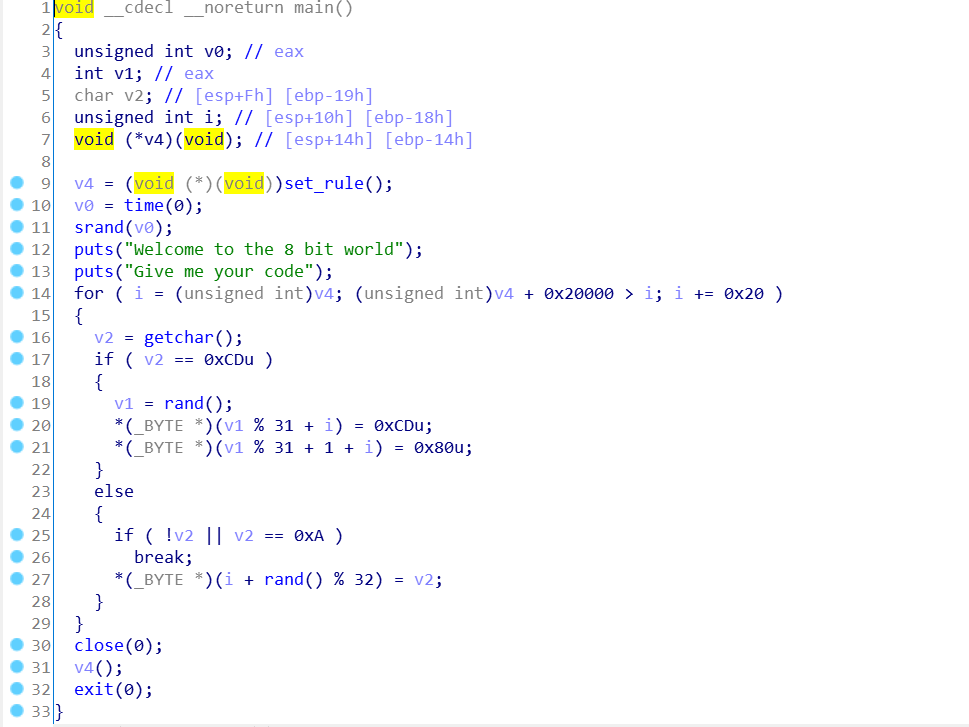 1 void __cdecl __noreturn main()
2 {
3 unsigned int v0; // eax
4 int v1; // eax
5 char v2; // [esp+Fh] [ebp-19h]
6 unsigned int i; // [esp+10h] [ebp-18h]
7 void (*v4)(void); // [esp+14h] [ebp-14h]
8
9 v4 = (void (*)(void))set_rule();
10 v0 = time(0);
11 srand(v0);
12 puts("Welcome to the 8 bit world");
13 puts("Give me your code");
14 for ( i = (unsigned int)v4; (unsigned int)v4 + 0x20000 > i; i += 0x20 )
15 {
16 v2 = getchar();
17 if ( v2 == 0xCDu )
18 {
19 v1 = rand();
20 *(_BYTE *)(v1 % 31 + i) = 0xCDu;
21 *(_BYTE *)(v1 % 31 + 1 + i) = 0x80u;
22 }
23 else
24 {
25 if ( !v2 || v2 == 0xA )
26 break;
27 *(_BYTE *)(i + rand() % 32) = v2;
28 }
29 }
30 close(0);
31 v4();
32 exit(0);
33 }